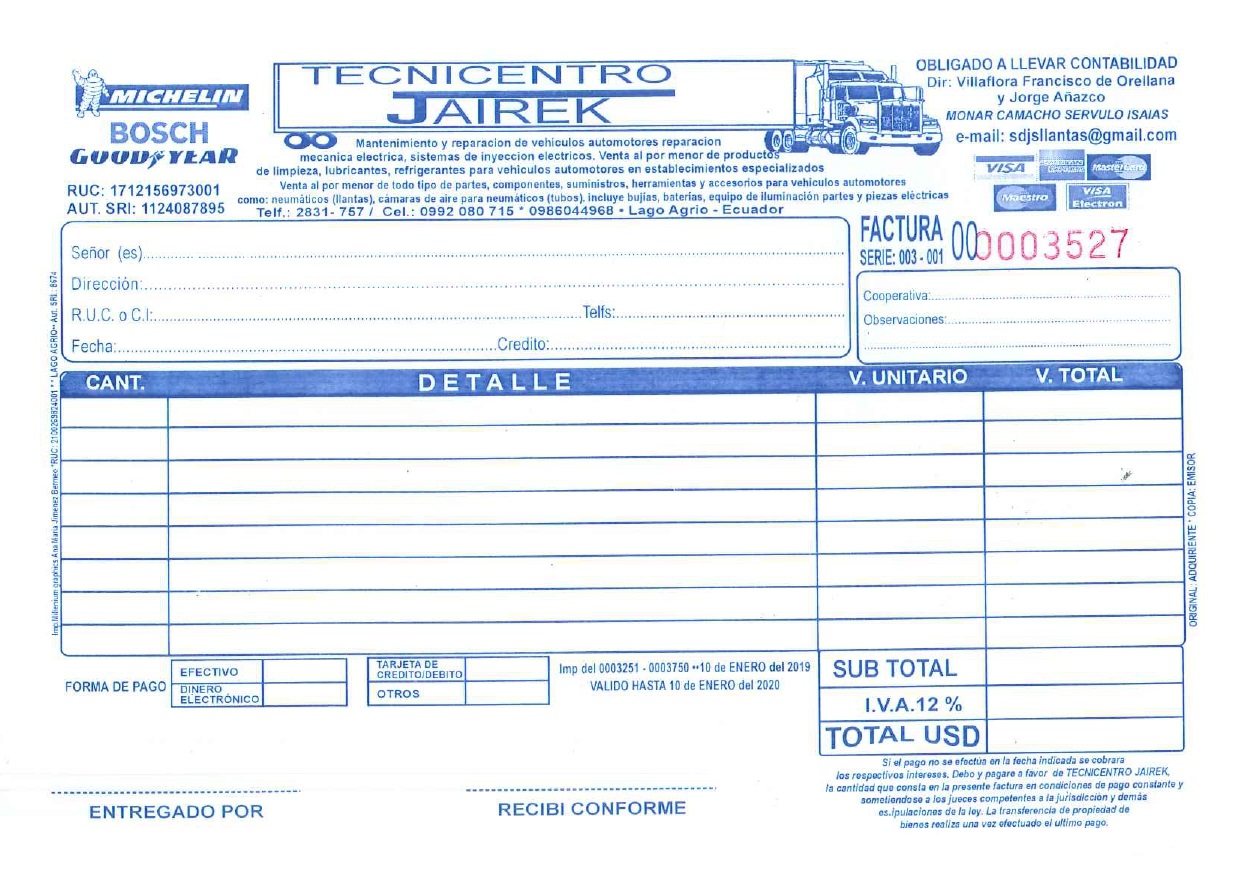 MICHELIN
BOSCH
GOODYEAR
RUC: 1712156973001
AUT. SRI: 1124087895
TECNICENTRO
JAIREK
Mantenimiento y reparacion de vehiculos automotores reparacion
mecanica electrica, sistemas de inyeccion electricos. Venta al por menor de productos
de limpieza, lubricantes, refrigerantes para vehiculos automotores en establecimientos especializados
Venta al por menor de todo tipo de partes, componentes, suministros, herramientas y accesorios para vehiculos automotores
como: neumáticos (llantas), cámaras de aire para neumáticos (tubos). incluye bujías, baterías, equipo de iluminación partes y piezas eléctricas
Telf.: 2831- 757 / Cel.: 0992 080 715 * 0986044968 • Lago Agrio - Ecuador
OBLIGADO A LLEVAR CONTABILIDAD
Dir: Villaflora Francisco de Orellana
y Jorge Añazco
MONAR CAMACHO SERVULO ISAIAS
e-mail: sdjsllantas@gmail.com
VISA
MasterCard
Maestro
VISA
Electron
FACTURA
SERIE: 003 - 001
000003527
Señor (es)
Dirección:
R.U.C. o C.I: Telfs:
Fecha: Credito:
Cooperativa:
Observaciones:
CANT. DETALLE V. UNITARIO V. TOTAL
Imp.Millenium graphics Ana Maria Jimenez Bermeo *RUC: 2100269824001 ** LAGO AGRIO-- Aut. SRI.: 8674
ORIGINAL: ADQUIRIENTE * COPIA: EMISOR
FORMA DE PAGO
EFECTIVO
DINERO
ELECTRÓNICO
TARJETA DE
CREDITO/DEBITO
OTROS
Imp del 0003251 - 0003750 ••10 de ENERO del 2019
VALIDO HASTA 10 de ENERO del 2020
SUB TOTAL
I.V.A.12 %
TOTAL USD
Si el pago no se efectúa en la fecha indicada se cobrara
los respectivos intereses. Debo y pagare a favor de TECNICENTRO JAIREK,
la cantidad que consta en la presente factura en condiciones de pago constante y
sometiendose a los jueces competentes a la jurisdicción y demás
es.ipulaciones de la ley. La transferencia de propiedad de
bienes realiza una vez efectuado el ultimo pago.
ENTREGADO POR
RECIBI CONFORME